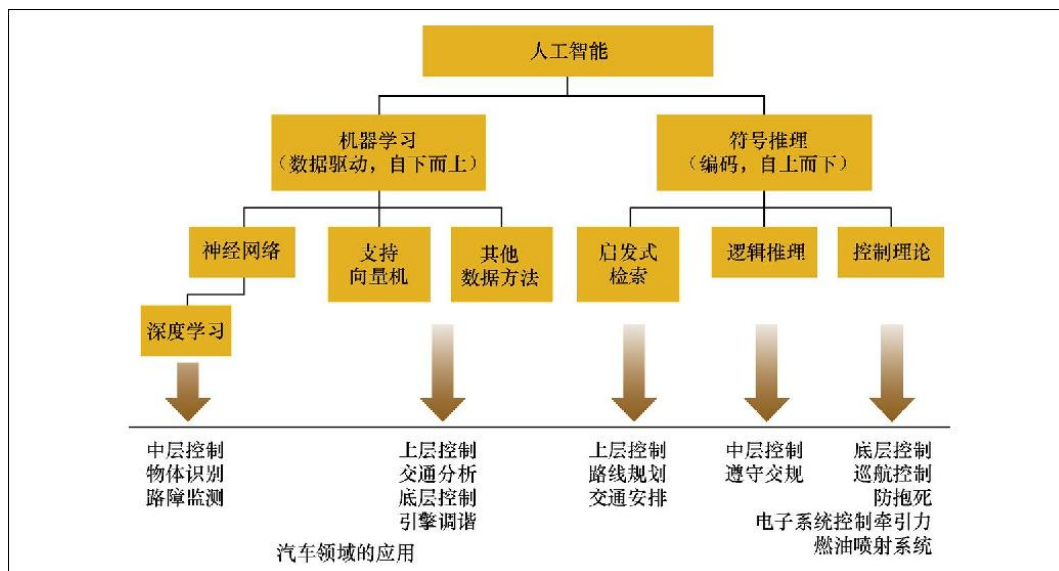 人工智能
机器学习
（数据驱动，自下而上）
符号推理
（编码，自上而下）
神经网络
支持
向量机
其他
数据方法
启发式
检索
逻辑推理
控制理论
深度学习
中层控制
物体识别
路障监测
上层控制
交通分析
底层控制
引擎调谐
上层控制
路线规划
交通安排
中层控制
遵守交规
底层控制
巡航控制
防抱死
电子系统控制牵引力
燃油喷射系统
汽车领域的应用